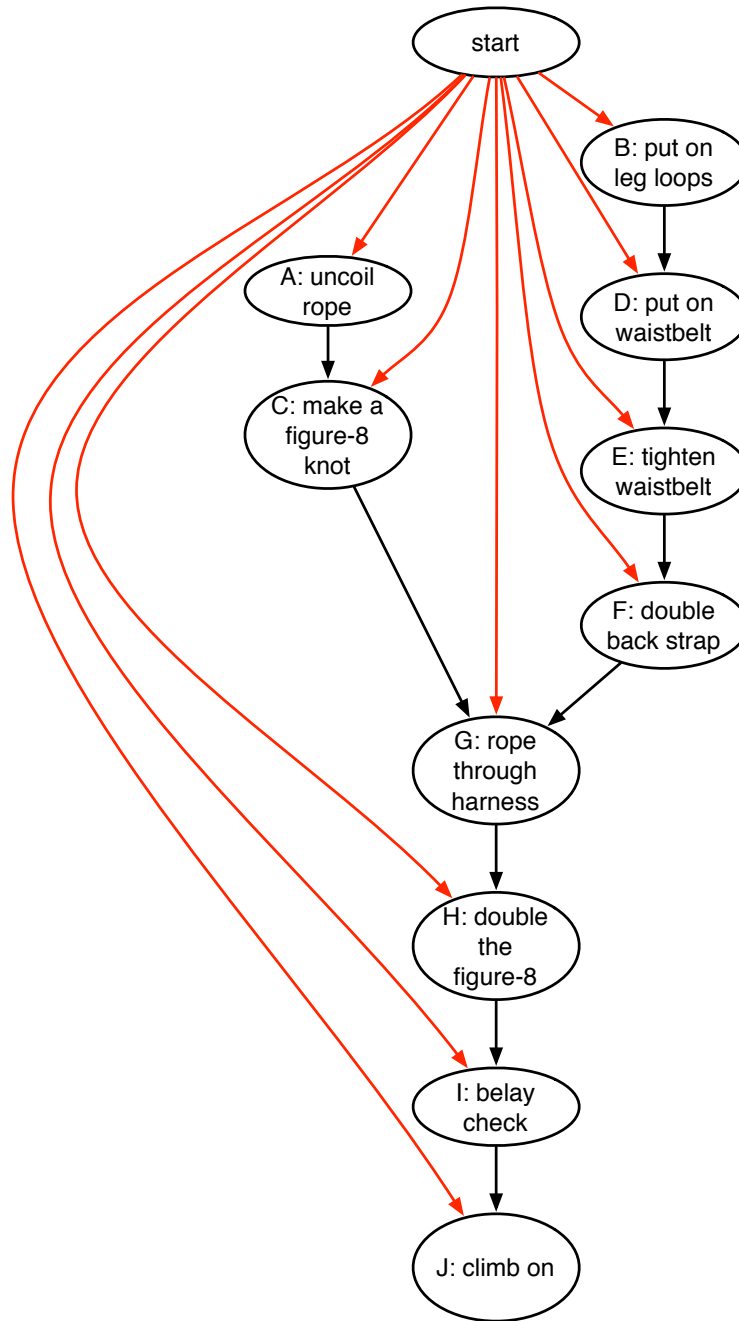 start
B: put on
leg loops
A: uncoil
rope
D: put on
waistbelt
C: make a
figure-8
knot
E: tighten
waistbelt
F: double
back strap
G: rope
through
harness
H: double
the
figure-8
I: belay
check
J: climb on